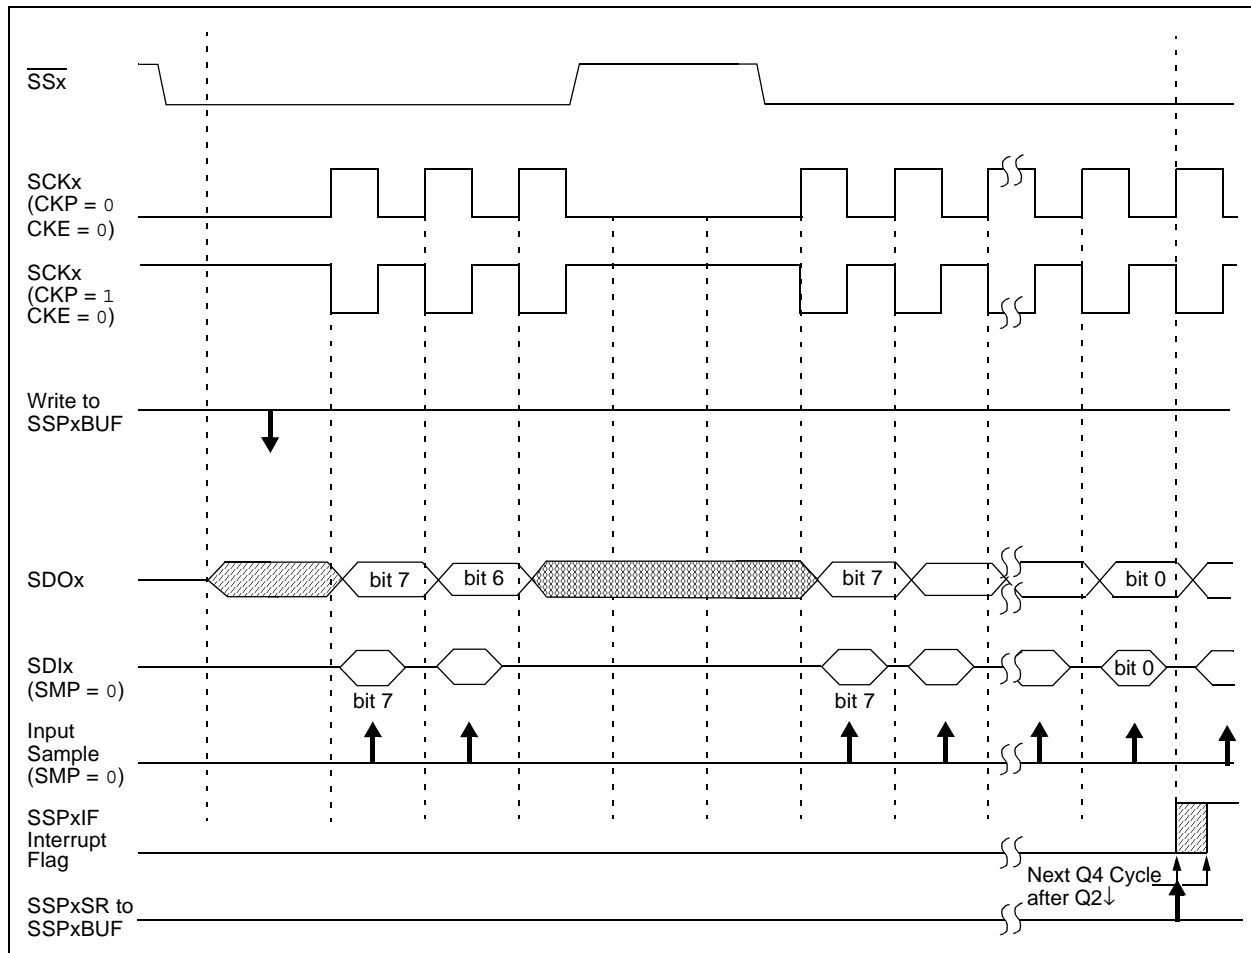 SSx
SCKx
(CKP = 0
CKE = 0)
SCKx
(CKP = 1
CKE = 0)
Write to
SSPxBUF
SDOx
bit 7
bit 6
bit 7
bit 0
SDIx
(SMP = 0)
bit 7
bit 7
bit 0
Input
Sample
(SMP = 0)
SSPxIF
Interrupt
Flag
Next Q4 Cycle
after Q2↓
SSPxSR to
SSPxBUF